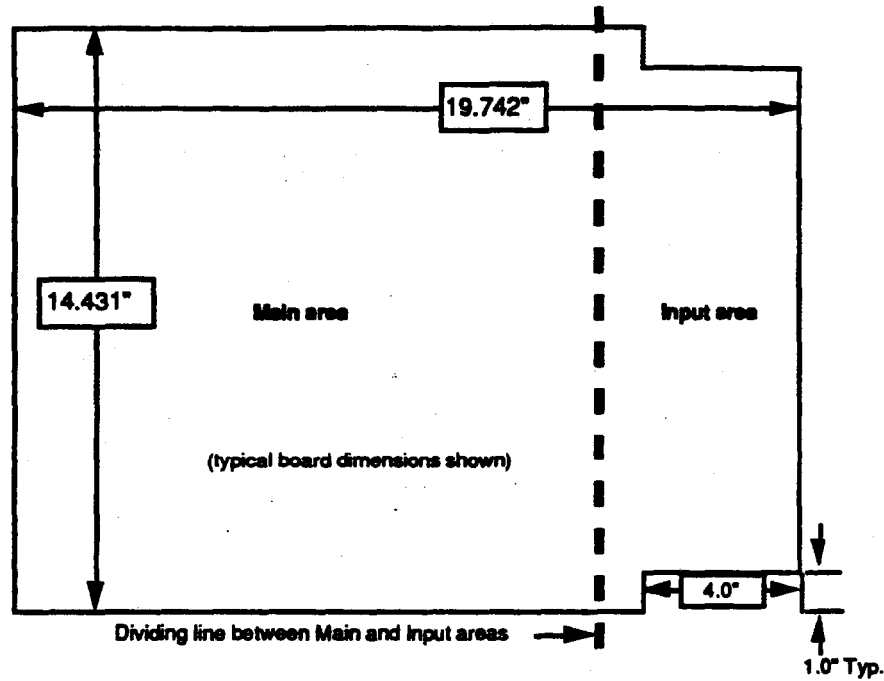 19.742"
14.431"
Main area
Input area
(typical board dimensions shown)
4.0"
Dividing line between Main and Input areas
1.0" Typ.